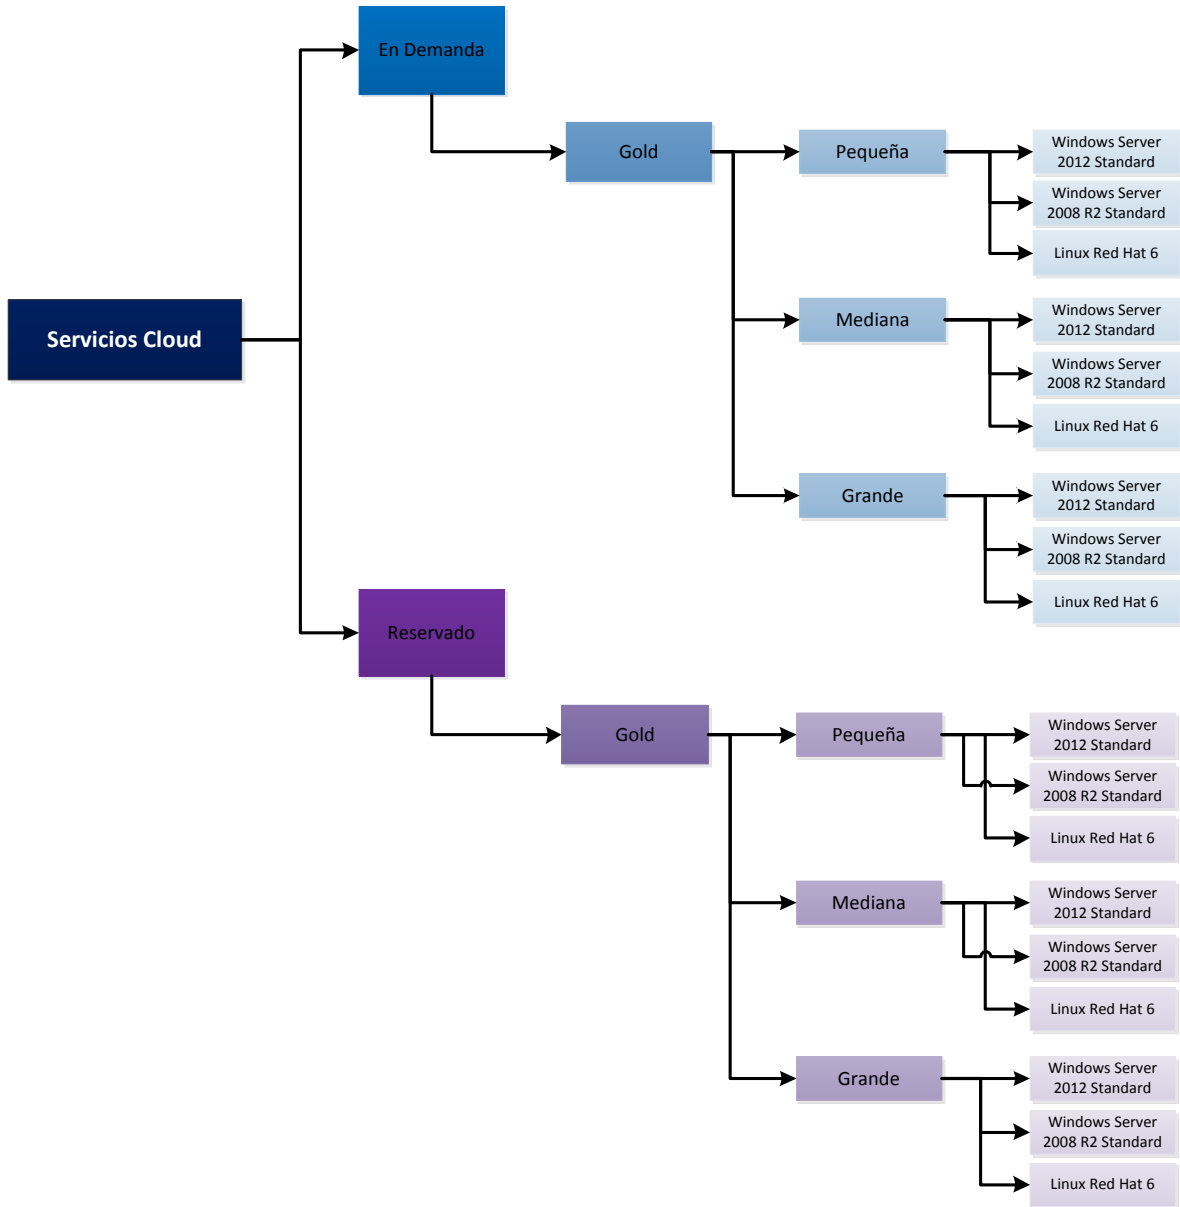 En Demanda
Gold
Pequeña
Windows Server
2012 Standard
Windows Server
2008 R2 Standard
Linux Red Hat 6
Servicios Cloud
Mediana
Windows Server
2012 Standard
Windows Server
2008 R2 Standard
Linux Red Hat 6
Grande
Windows Server
2012 Standard
Windows Server
2008 R2 Standard
Linux Red Hat 6
Reservado
Gold
Pequeña
Windows Server
2012 Standard
Windows Server
2008 R2 Standard
Linux Red Hat 6
Mediana
Windows Server
2012 Standard
Windows Server
2008 R2 Standard
Linux Red Hat 6
Grande
Windows Server
2012 Standard
Windows Server
2008 R2 Standard
Linux Red Hat 6